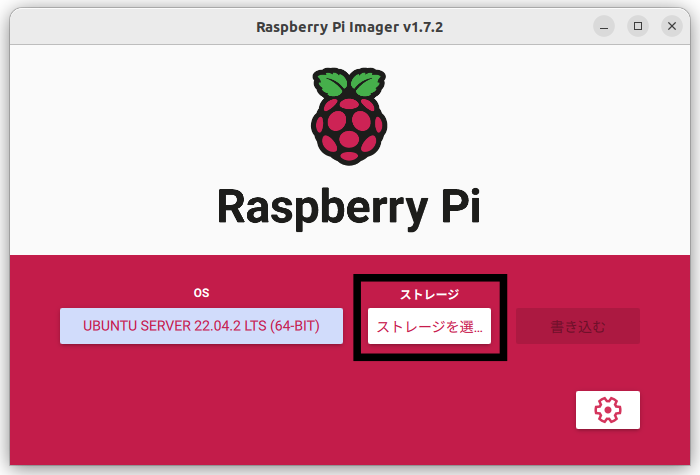 Raspberry Pi Imager v1.7.2
Raspberry Pi
OS
ストレージ
UBUNTU SERVER 22.04.2 LTS (64-BIT)
ストレージを選...
書き込む